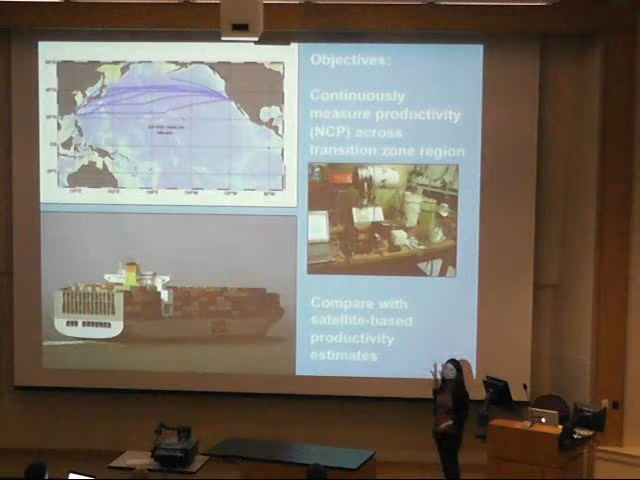 Objectives:
Continuously
measure productivity
(NCP) across
transition zone region
Compare with
satellite-based
productivity
estimates